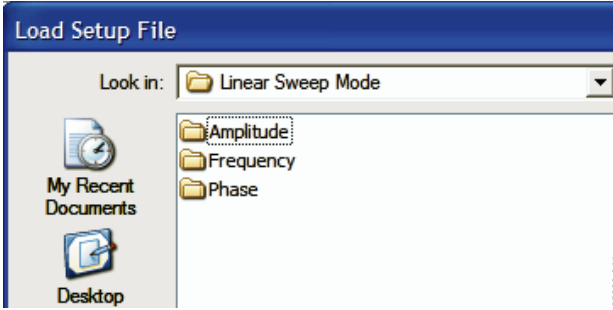 Load Setup File
Look in: Linear Sweep Mode
Amplitude
Frequency
Phase
My Recent
Documents
Desktop